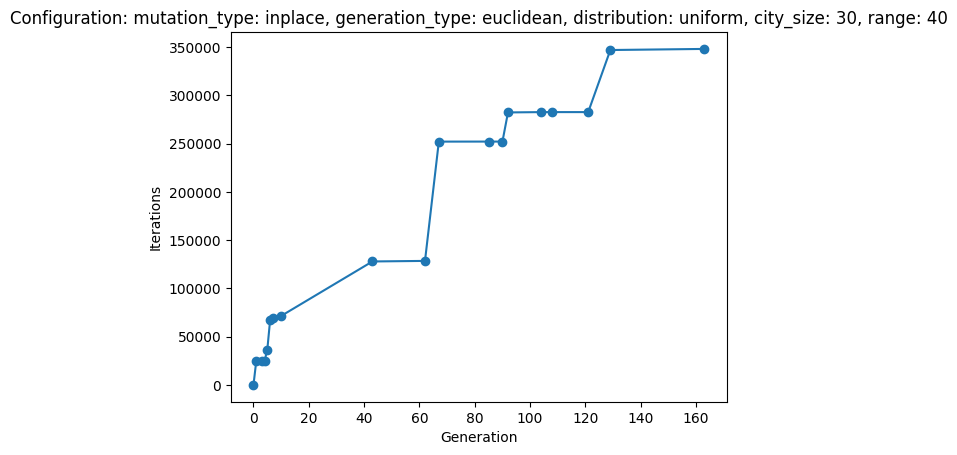 Configuration: mutation_type: inplace, generation_type: euclidean, distribution: uniform, city_size: 30, range: 40
350000
300000
250000
200000
150000
100000
50000
0
Iterations
0 20 40 60 80 100 120 140 160
Generation